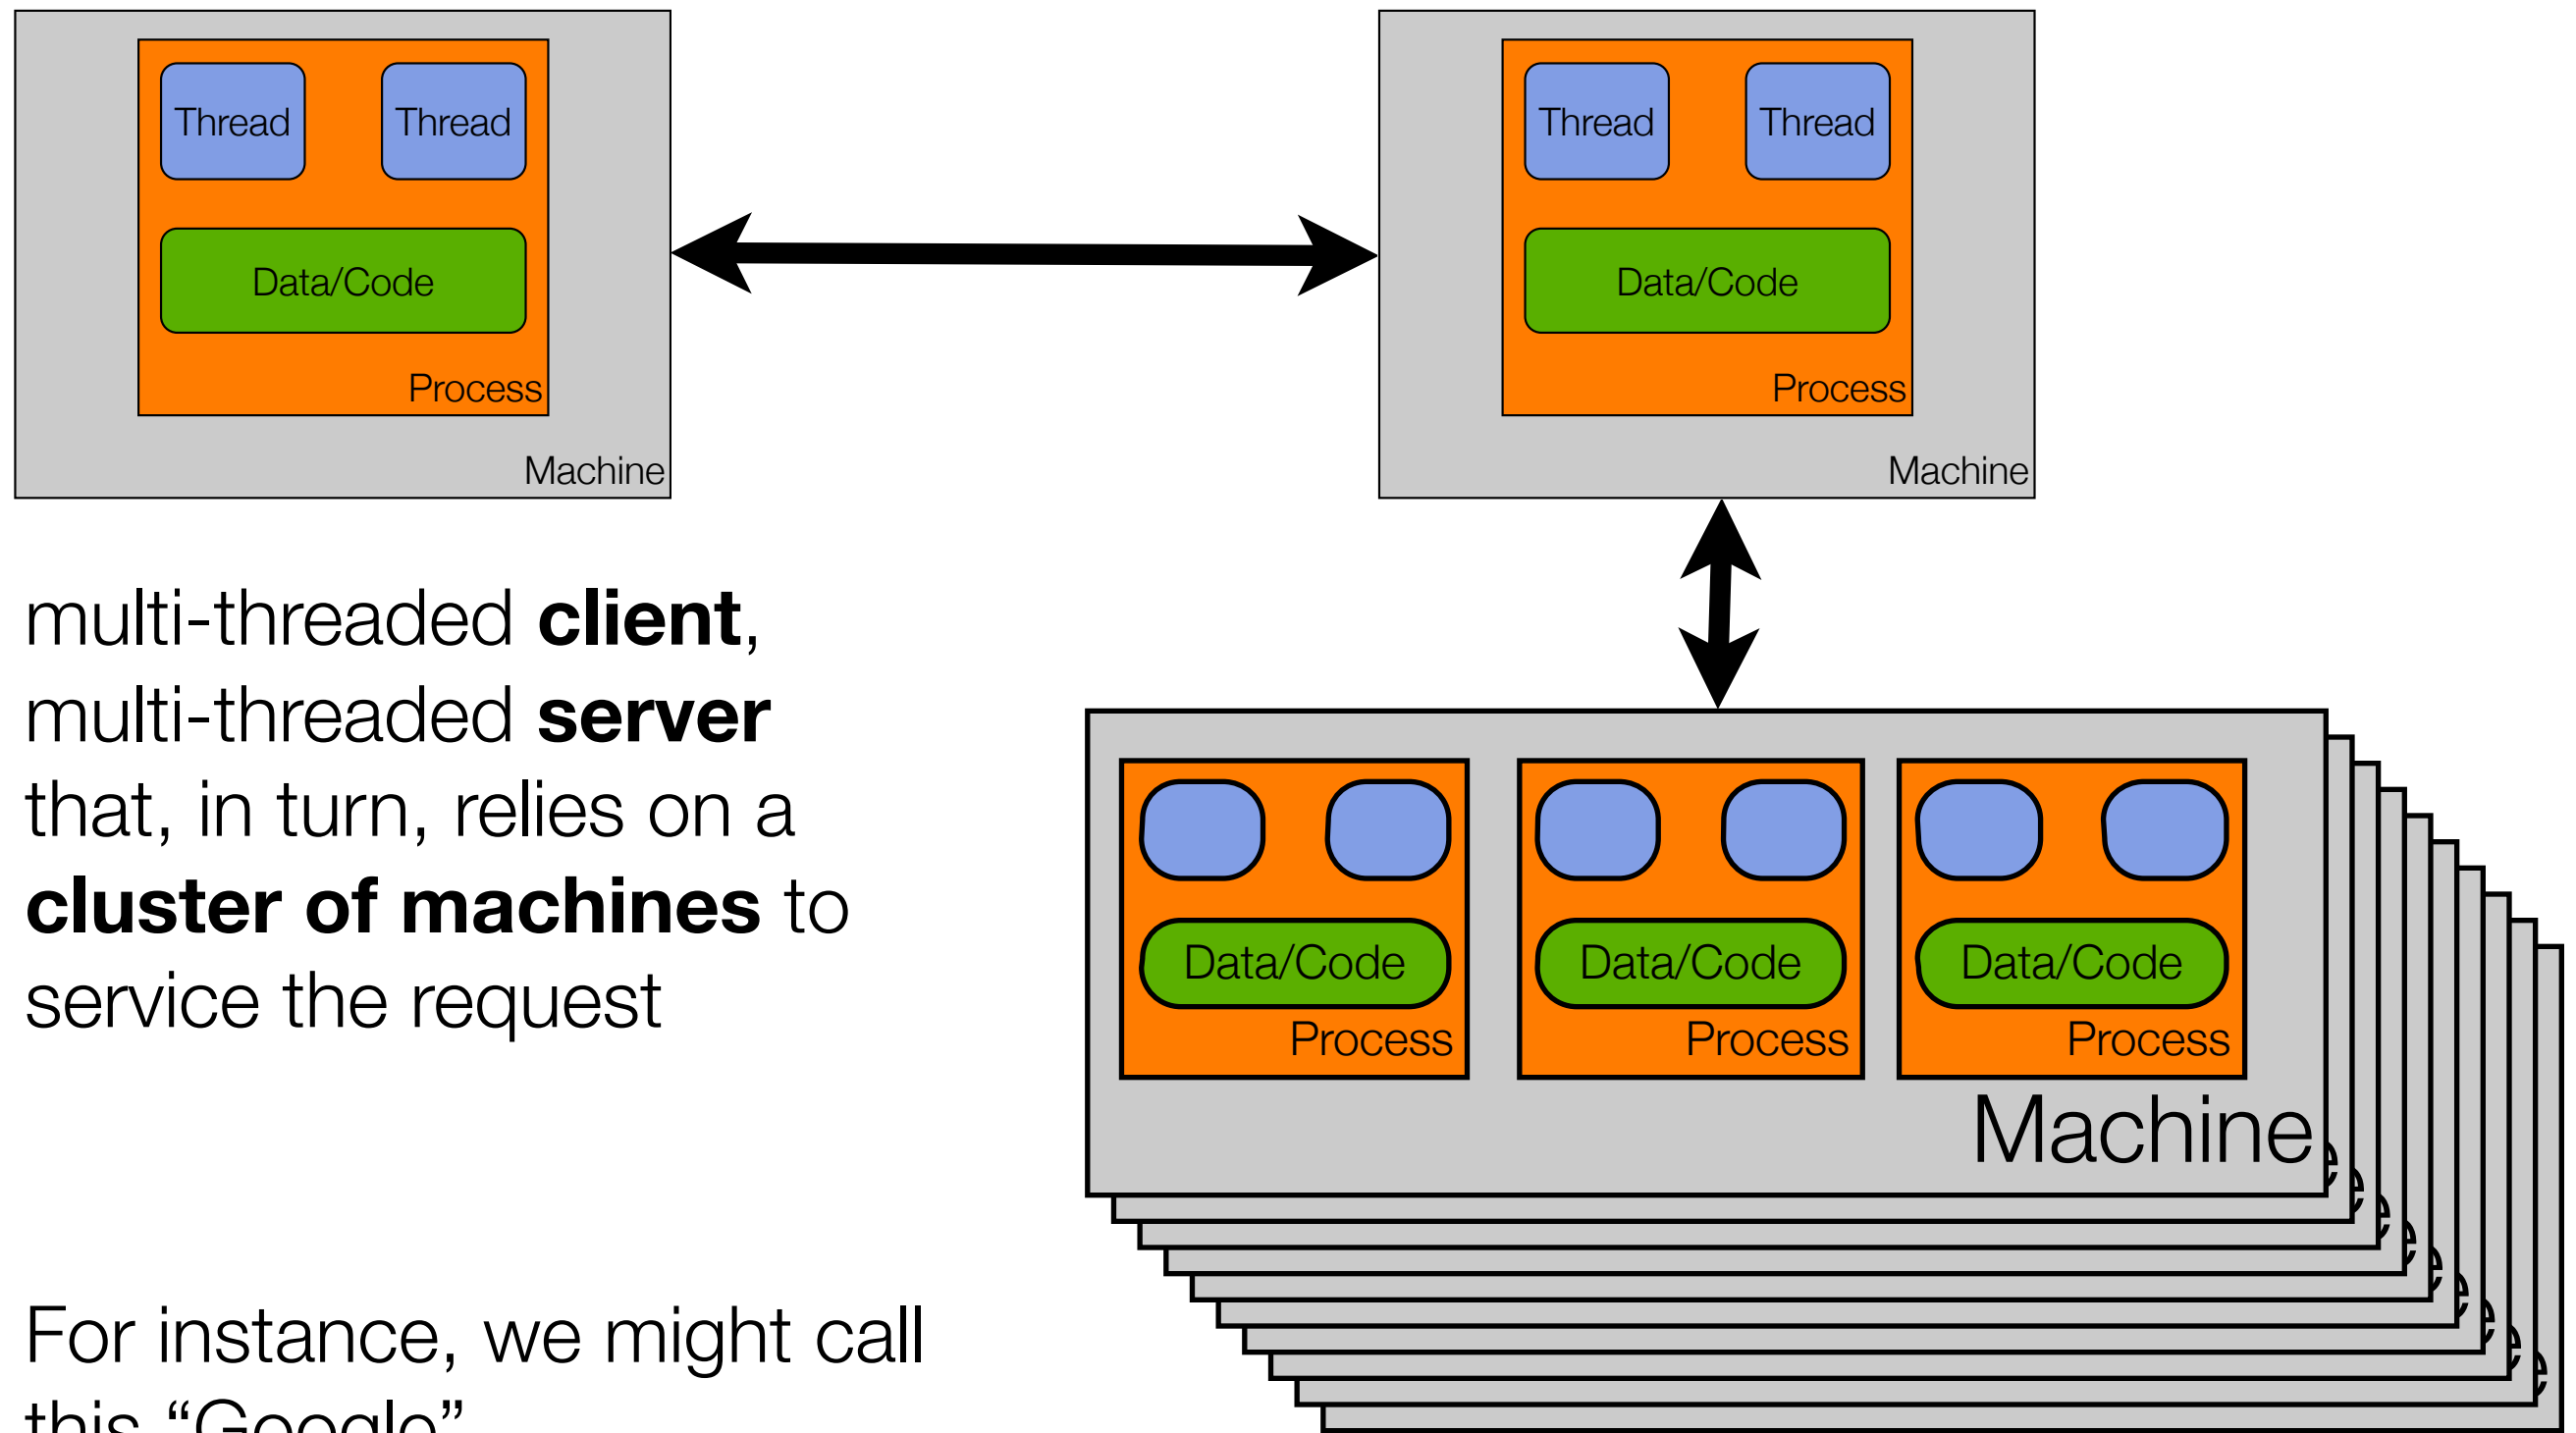 Thread Thread
Data/Code
Process
Machine
Thread Thread
Data/Code
Process
Machine
multi-threaded client,
multi-threaded server
that, in turn, relies on a
cluster of machines to
service the request
For instance, we might call
this “Google”
Data/Code Data/Code Data/Code
Process Process Process
Machine
e
e
e
e
e
e
e
e
e